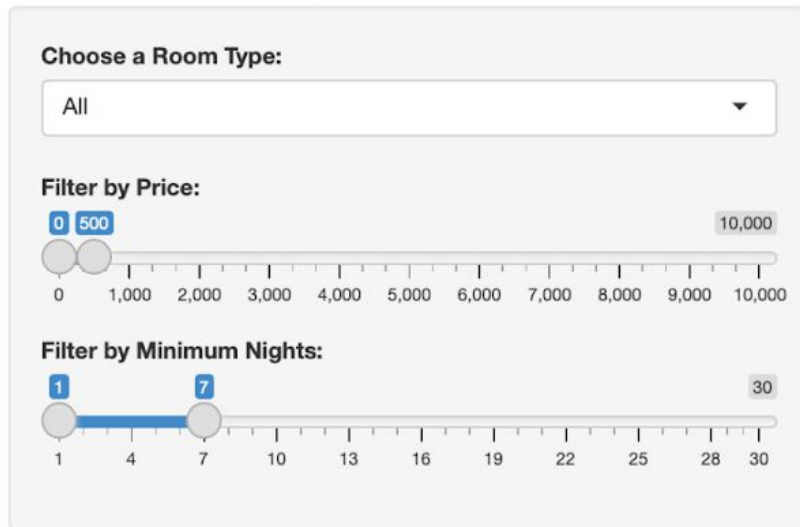 Choose a Room Type:
All
Filter by Price:
0 500 10,000
0 1,000 2,000 3,000 4,000 5,000 6,000 7,000 8,000 9,000 10,000
Filter by Minimum Nights:
1 7 30
1 4 7 10 13 16 19 22 25 28 30